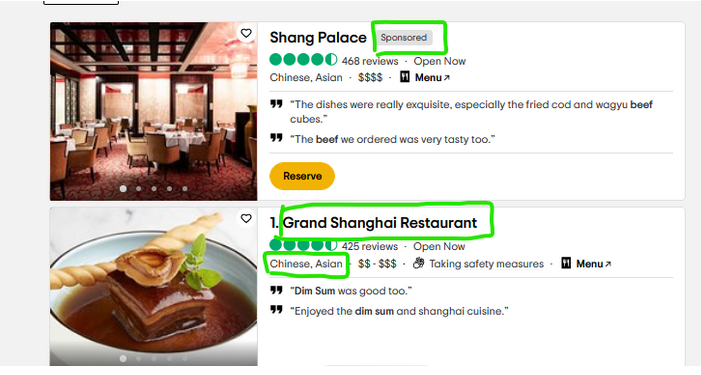 Shang Palace Sponsored
468 reviews · Open Now
Chinese, Asian · $$$$ · Menu↗
"The dishes were really exquisite, especially the fried cod and wagyu beef
cubes."
"The beef we ordered was very tasty too."
Reserve
1. Grand Shanghai Restaurant
425 reviews · Open Now
Chinese, Asian · $$ - $$$ · Taking safety measures · Menu↗
"Dim Sum was good too."
"Enjoyed the dim sum and shanghai cuisine."